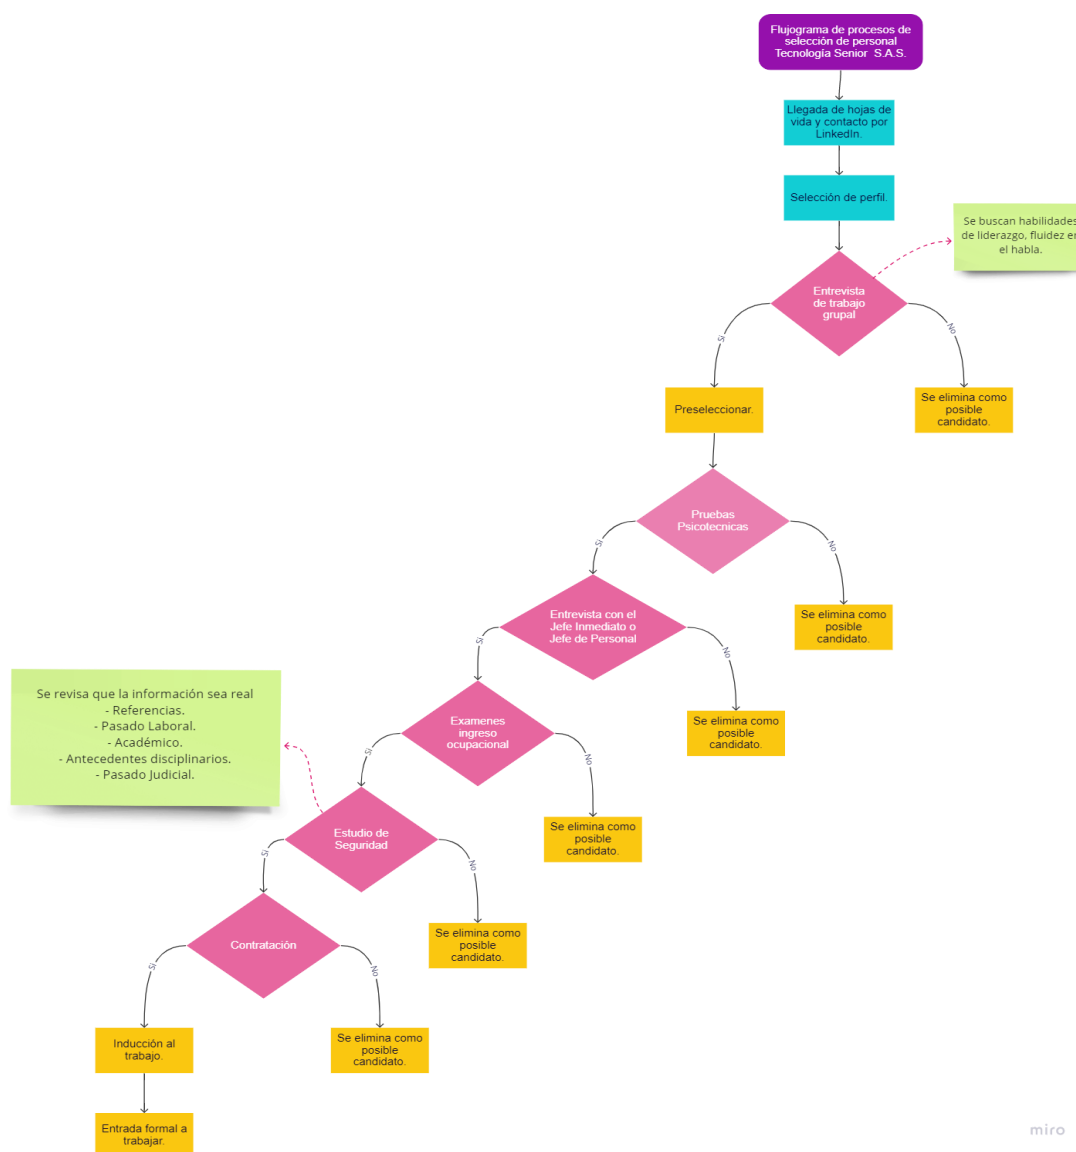 Flujograma de procesos de
selección de personal
Tecnología Senior S.A.S.
Llegada de hojas de
vida y contacto por
LinkedIn.
Selección de perfil.
Se buscan habilidades
de liderazgo, fluidez en
el habla.
Entrevista
de trabajo
grupal
Si
No
Preseleccionar.
Se elimina como
posible
candidato.
Pruebas
Psicotecnicas
Si
No
Se elimina como
posible
candidato.
Entrevista con el
Jefe Inmediato o
Jefe de Personal
Si
No
Se elimina como
posible
candidato.
Examenes
ingreso
ocupacional
Si
No
Se elimina como
posible
candidato.
Se revisa que la información sea real
- Referencias.
- Pasado Laboral.
- Académico.
- Antecedentes disciplinarios.
- Pasado Judicial.
Estudio de
Seguridad
Si
No
Se elimina como
posible
candidato.
Contratación
Si
No
Inducción al
trabajo.
Se elimina como
posible
candidato.
Entrada formal a
trabajar.
miro